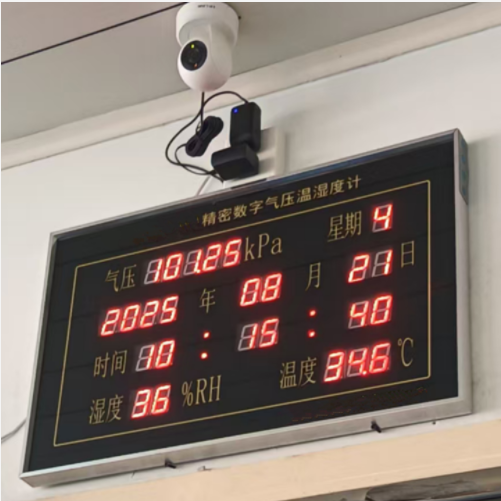 精密数字气压温湿度计
气压 101.25 kPa 星期 4
2025 年 08 月 21 日
时间 10 : 15 : 40
湿度 36 %RH 温度 34.6 ℃